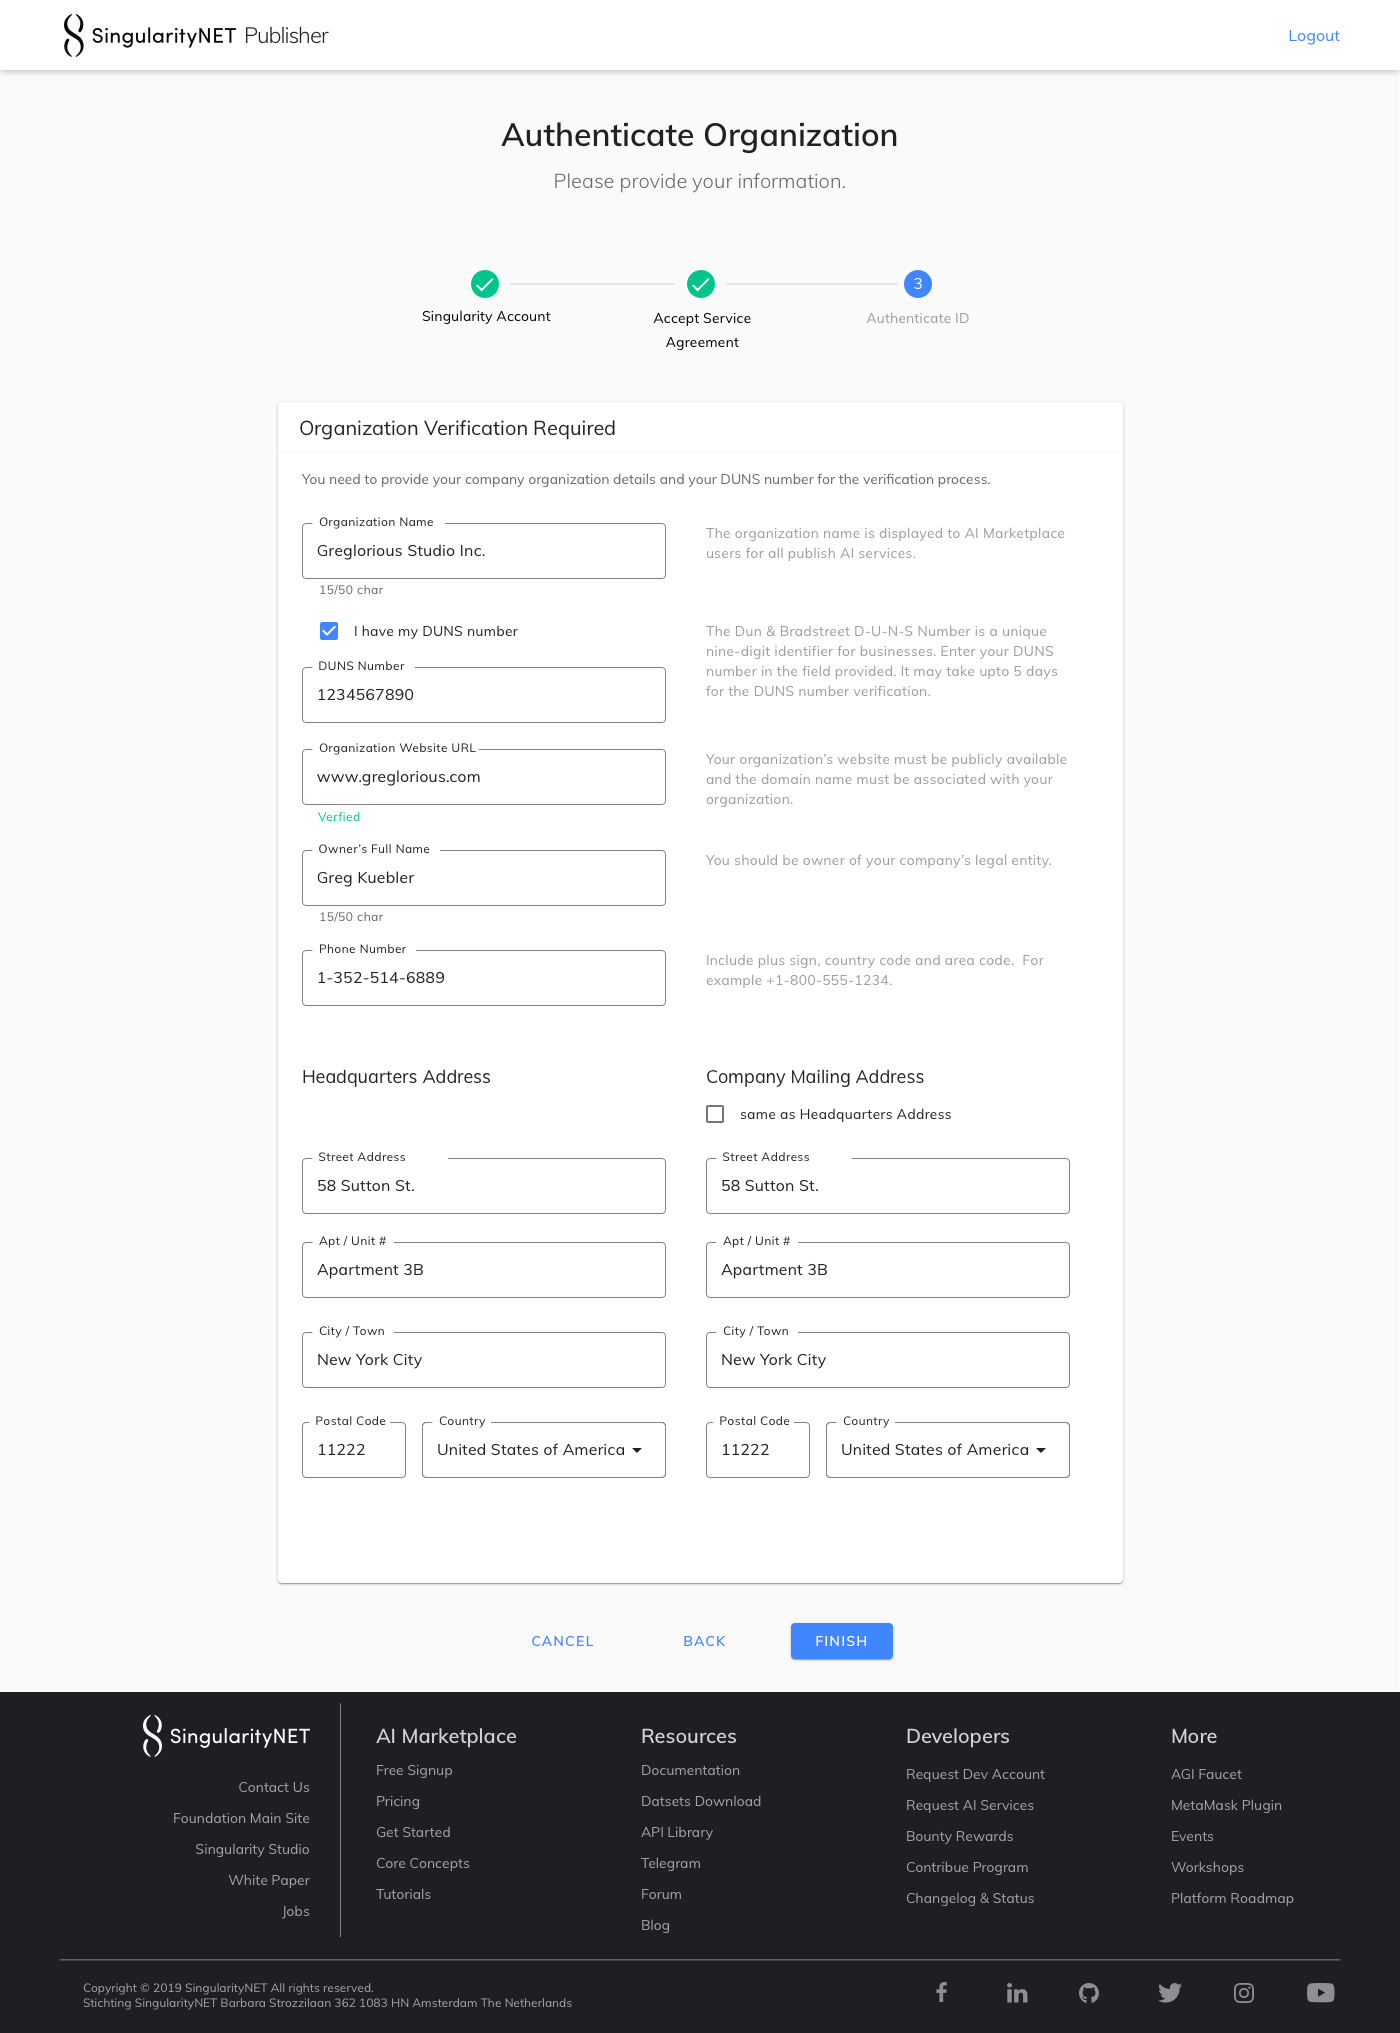 SingularityNET Publisher
Logout
Authenticate Organization
Please provide your information.
3
Singularity Account
Accept Service
Agreement
Authenticate ID
Organization Verification Required
You need to provide your company organization details and your DUNS number for the verification process.
Organization Name
Greglorious Studio Inc.
15/50 char
The organization name is displayed to AI Marketplace
users for all publish AI services.
I have my DUNS number
DUNS Number
1234567890
The Dun & Bradstreet D-U-N-S Number is a unique
nine-digit identifier for businesses. Enter your DUNS
number in the field provided. It may take upto 5 days
for the DUNS number verification.
Organization Website URL
www.greglorious.com
Verfied
Your organization's website must be publicly available
and the domain name must be associated with your
organization.
Owner's Full Name
Greg Kuebler
15/50 char
You should be owner of your company's legal entity.
Phone Number
1-352-514-6889
Include plus sign, country code and area code.  For
example +1-800-555-1234.
Headquarters Address
Street Address
58 Sutton St.
Apt / Unit #
Apartment 3B
City / Town
New York City
Postal Code
11222
Country
United States of America
Company Mailing Address
same as Headquarters Address
Street Address
58 Sutton St.
Apt / Unit #
Apartment 3B
City / Town
New York City
Postal Code
11222
Country
United States of America
CANCEL
BACK
FINISH
SingularityNET
Contact Us
Foundation Main Site
Singularity Studio
White Paper
Jobs
AI Marketplace
Free Signup
Pricing
Get Started
Core Concepts
Tutorials
Resources
Documentation
Datsets Download
API Library
Telegram
Forum
Blog
Developers
Request Dev Account
Request AI Services
Bounty Rewards
Contribue Program
Changelog & Status
More
AGI Faucet
MetaMask Plugin
Events
Workshops
Platform Roadmap
Copyright © 2019 SingularityNET All rights reserved.
Stichting SingularityNET Barbara Strozzilaan 362 1083 HN Amsterdam The Netherlands